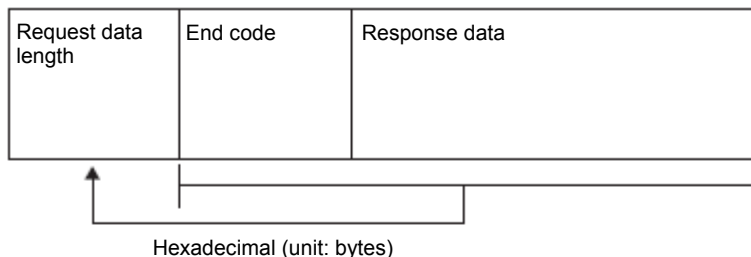 Request data
length
End code
Response data
Hexadecimal (unit: bytes)